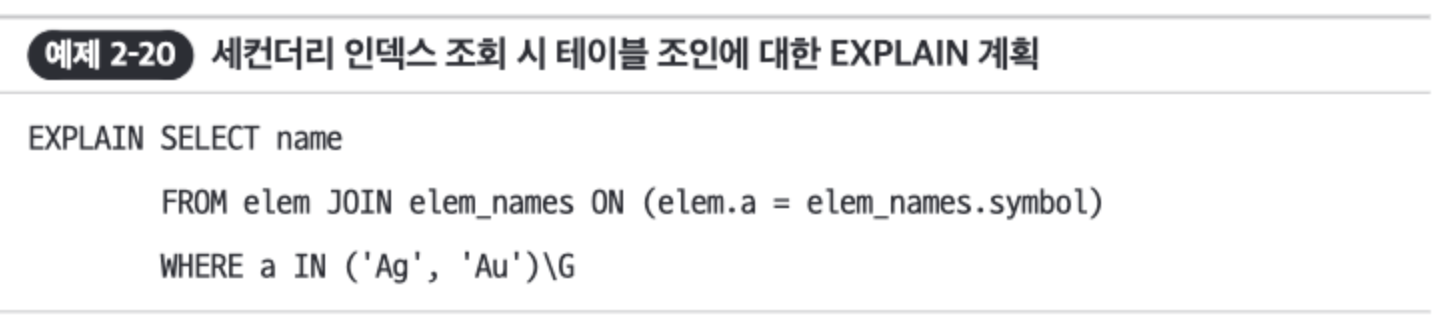 예제 2-20 세컨더리 인덱스 조회 시 테이블 조인에 대한 EXPLAIN 계획
EXPLAIN SELECT name
FROM elem JOIN elem_names ON (elem.a = elem_names.symbol)
WHERE a IN ('Ag', 'Au')\G